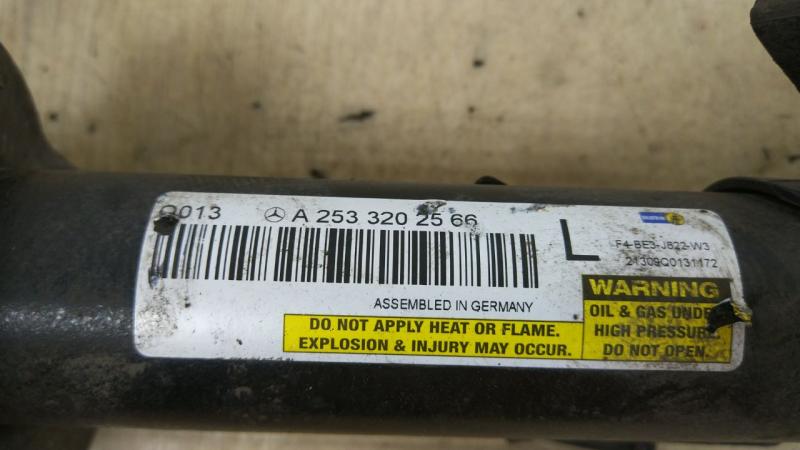 Q013 A 253 320 25 66
L
F4-BE3-J622-W3
21309Q0131172
ASSEMBLED IN GERMANY
DO NOT APPLY HEAT OR FLAME.
EXPLOSION & INJURY MAY OCCUR.
WARNING
OIL & GAS UNDER
HIGH PRESSURE.
DO NOT OPEN.